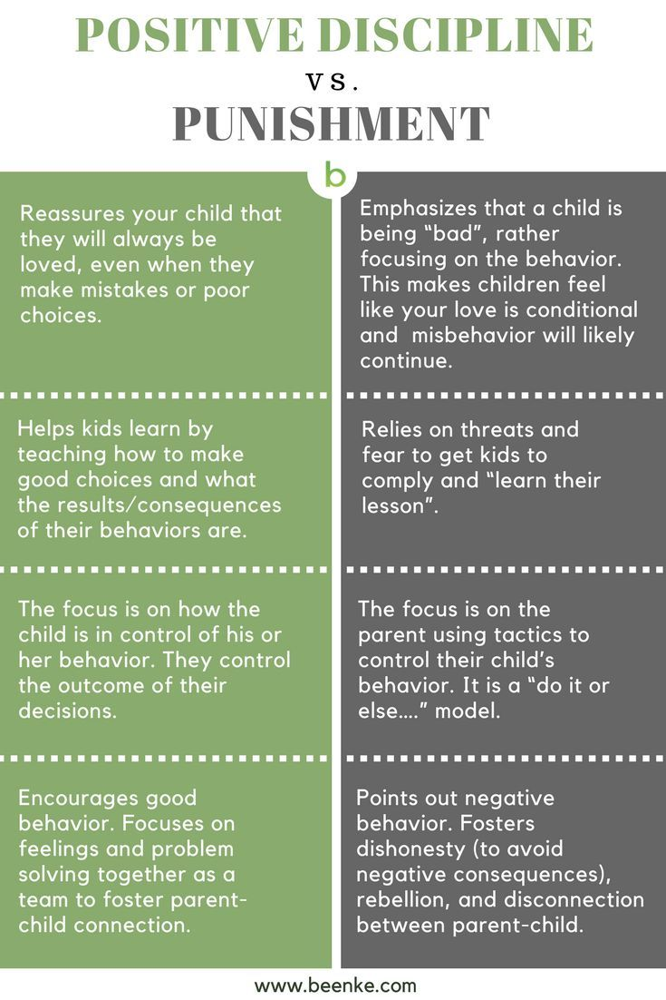 POSITIVE DISCIPLINE
vs.
PUNISHMENT
b
Reassures your child that
they will always be
loved, even when they
make mistakes or poor
choices.
Emphasizes that a child is
being “bad”, rather
focusing on the behavior.
This makes children feel
like your love is conditional
and  misbehavior will likely
continue.
Helps kids learn by
teaching how to make
good choices and what
the results/consequences
of their behaviors are.
Relies on threats and
fear to get kids to
comply and “learn their
lesson”.
The focus is on how the
child is in control of his or
her behavior. They control
the outcome of their
decisions.
The focus is on the
parent using tactics to
control their child’s
behavior. It is a “do it or
else....” model.
Encourages good
behavior. Focuses on
feelings and problem
solving together as a
team to foster parent-
child connection.
Points out negative
behavior. Fosters
dishonesty (to avoid
negative consequences),
rebellion, and disconnection
between parent-child.
www.beenke.com